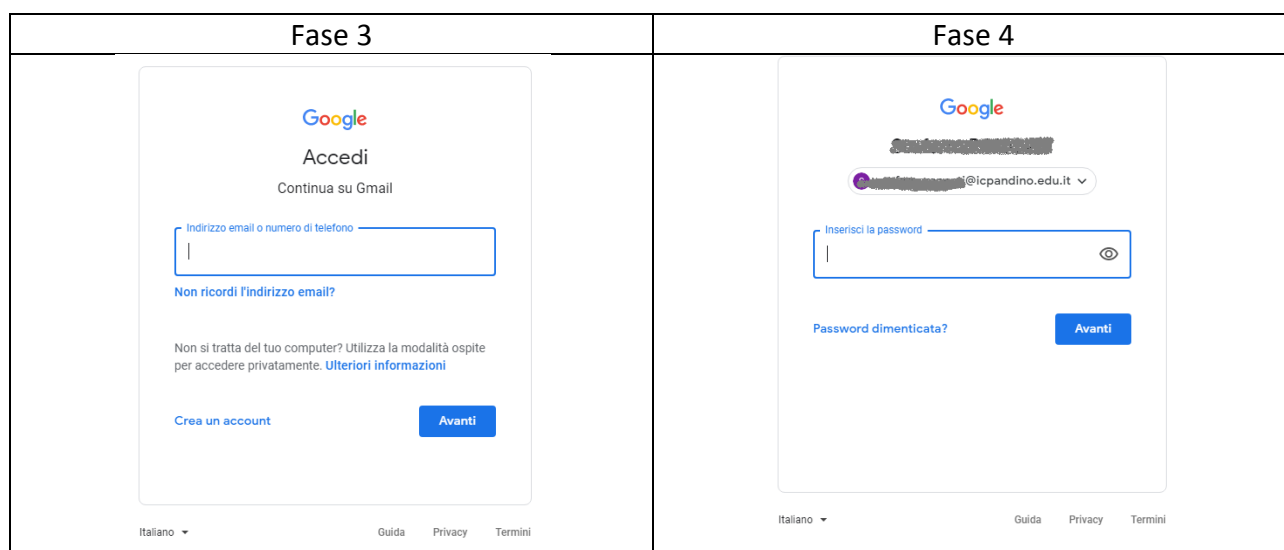 Fase 3
Google
Accedi
Continua su Gmail
Indirizzo email o numero di telefono
Non ricordi l'indirizzo email?
Non si tratta del tuo computer? Utilizza la modalità ospite
per accedere privatamente. Ulteriori informazioni
Crea un account
Avanti
Italiano
Guida Privacy Termini
Fase 4
Google
@icpandino.edu.it
Inserisci la password
Password dimenticata?
Avanti
Italiano
Guida Privacy Termini